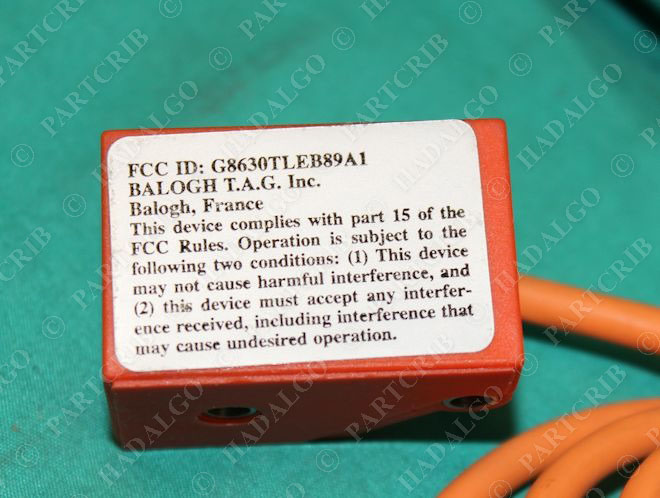 FCC ID: G8630TLEB89A1
BALOGH T.A.G. Inc.
Balogh, France
This device complies with part 15 of the
FCC Rules. Operation is subject to the
following two conditions: (1) This device
may not cause harmful interference, and
(2) this device must accept any interfer-
ence received, including interference that
may cause undesired operation.
PARTCRIB
HADALGO